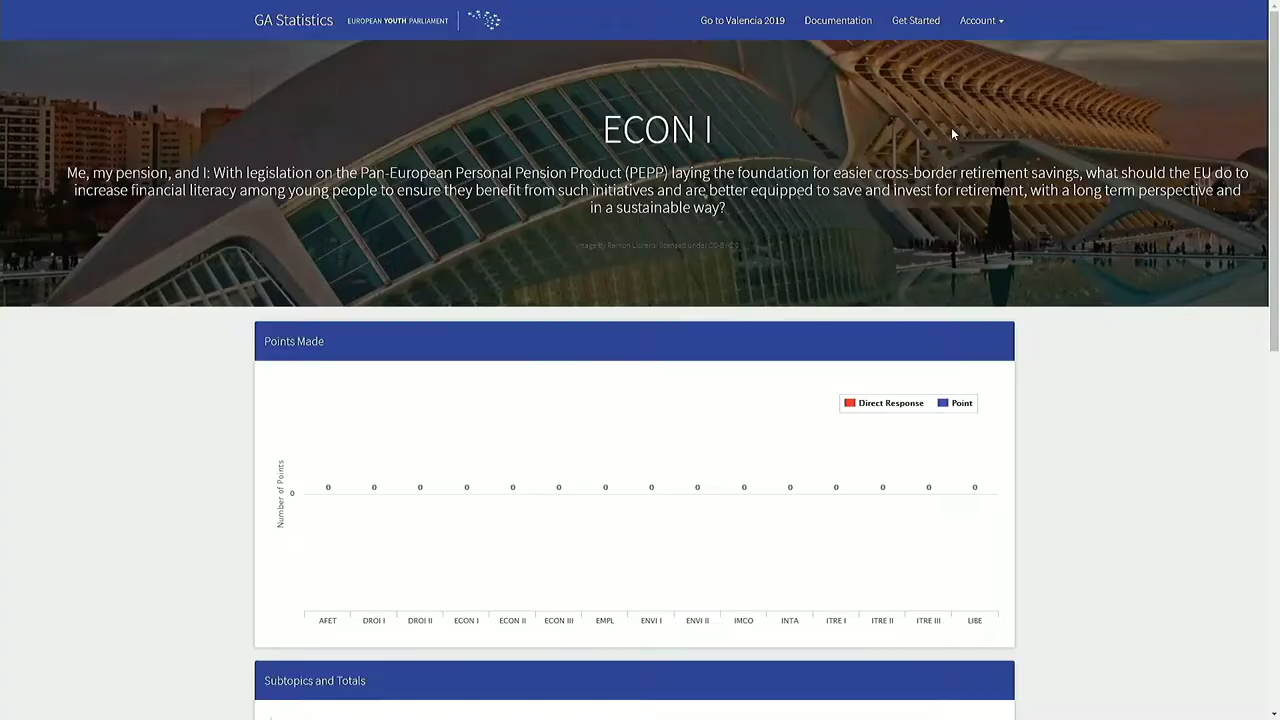 GA Statistics EUROPEAN YOUTH PARLIAMENT Go to Valencia 2019 Documentation Get Started Account
ECON I
Me, my pension, and I: With legislation on the Pan-European Personal Pension Product (PEPP) laying the foundation for easier cross-border retirement savings, what should the EU do to
increase financial literacy among young people to ensure they benefit from such initiatives and are better equipped to save and invest for retirement, with a long term perspective and
in a sustainable way?
Points Made
Direct Response Point
Number of Points
0 0 0 0 0 0 0 0 0 0 0 0 0 0 0
0
AFET DROI I DROI II ECON I ECON II ECON III EMPL ENVI I ENVI II IMCO INTA ITRE I ITRE II ITRE III LIBE
Subtopics and Totals